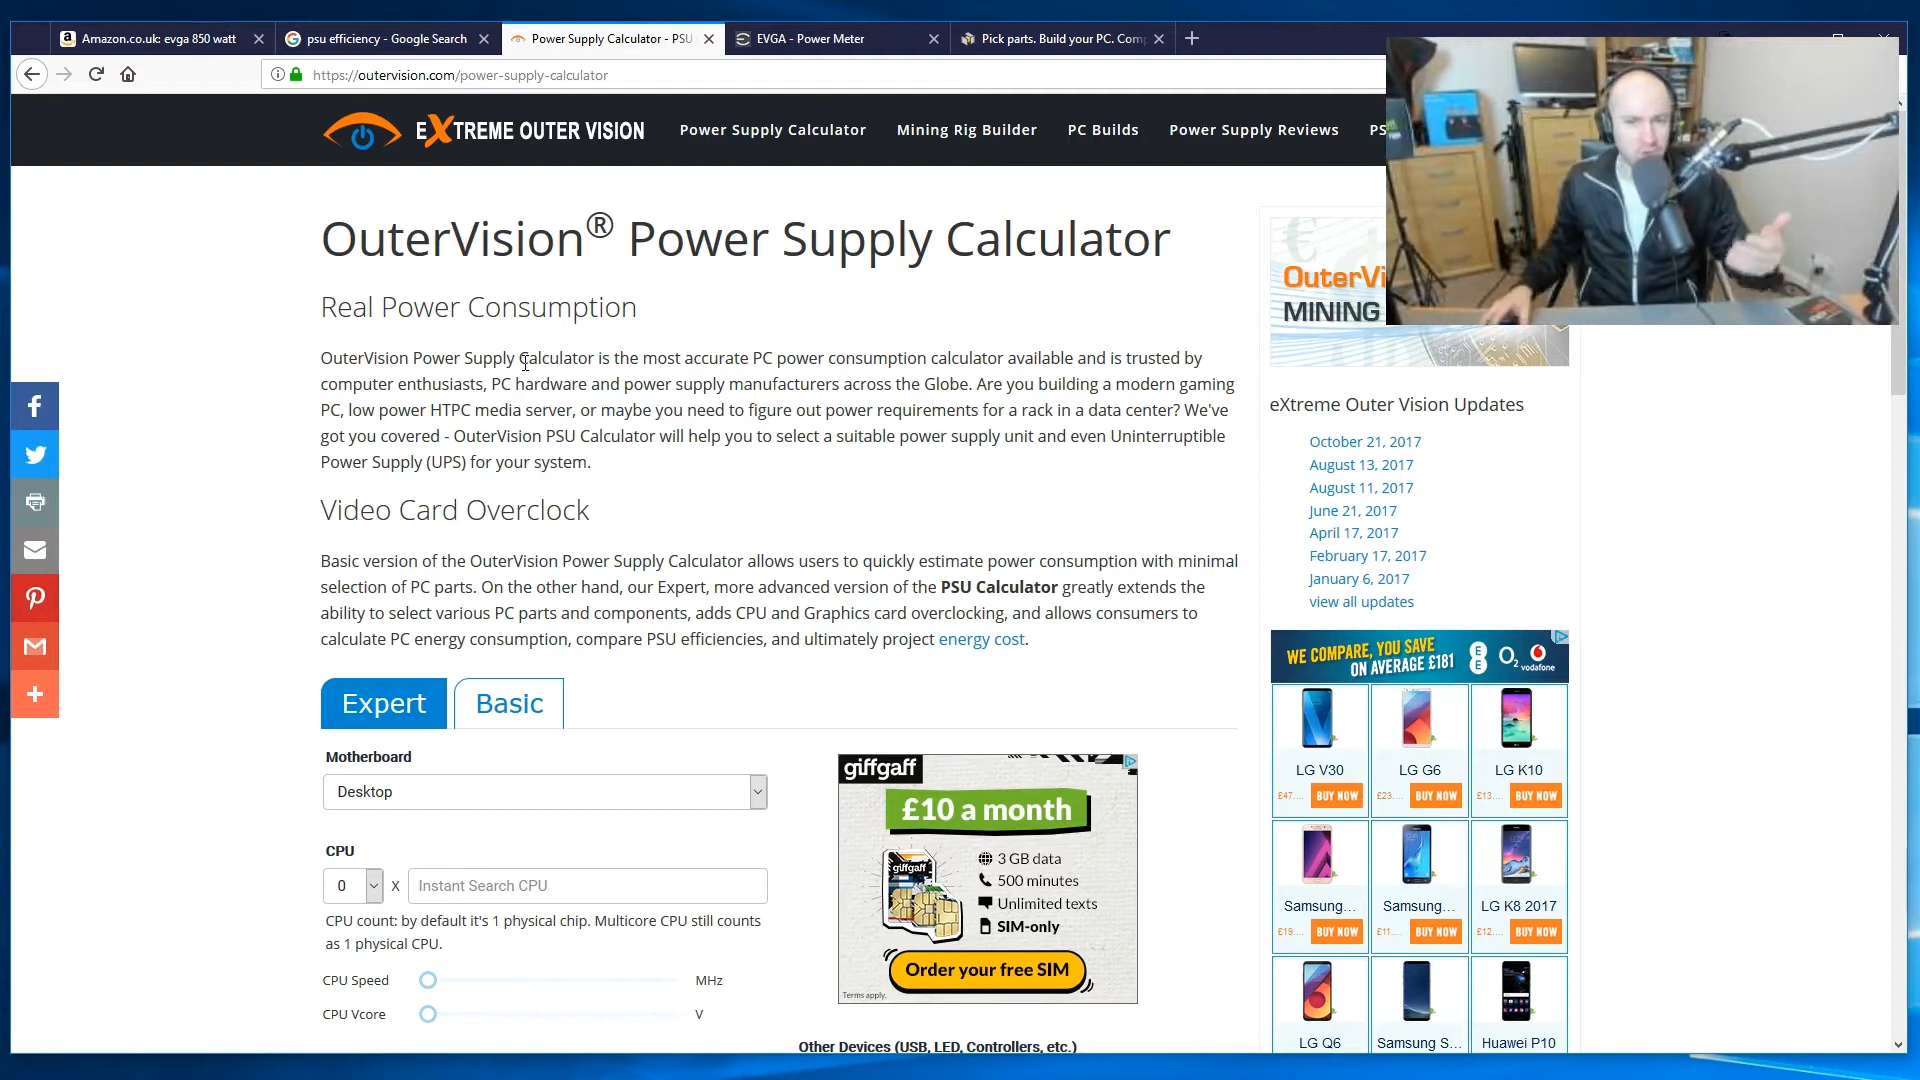 Amazon.co.uk: evga 850 watt
psu efficiency - Google Search
Power Supply Calculator - PSU
EVGA - Power Meter
Pick parts. Build your PC. Com
https://outervision.com/power-supply-calculator
EXTREME OUTER VISION
Power Supply Calculator
Mining Rig Builder
PC Builds
Power Supply Reviews
PS
OuterVision® Power Supply Calculator
Real Power Consumption
OuterVision Power Supply Calculator is the most accurate PC power consumption calculator available and is trusted by
computer enthusiasts, PC hardware and power supply manufacturers across the Globe. Are you building a modern gaming
PC, low power HTPC media server, or maybe you need to figure out power requirements for a rack in a data center? We've
got you covered - OuterVision PSU Calculator will help you to select a suitable power supply unit and even Uninterruptible
Power Supply (UPS) for your system.
Video Card Overclock
Basic version of the OuterVision Power Supply Calculator allows users to quickly estimate power consumption with minimal
selection of PC parts. On the other hand, our Expert, more advanced version of the PSU Calculator greatly extends the
ability to select various PC parts and components, adds CPU and Graphics card overclocking, and allows consumers to
calculate PC energy consumption, compare PSU efficiencies, and ultimately project energy cost.
Expert
Basic
Motherboard
Desktop
CPU
0
X
Instant Search CPU
CPU count: by default it's 1 physical chip. Multicore CPU still counts
as 1 physical CPU.
CPU Speed
MHz
CPU Vcore
V
giffgaff
£10 a month
giffgaff
3 GB data
500 minutes
Unlimited texts
SIM-only
Order your free SIM
Terms apply.
Other Devices (USB, LED, Controllers, etc.)
OuterVi
MINING
eXtreme Outer Vision Updates
October 21, 2017
August 13, 2017
August 11, 2017
June 21, 2017
April 17, 2017
February 17, 2017
January 6, 2017
view all updates
WE COMPARE, YOU SAVE
ON AVERAGE £181
EE
O2
vodafone
LG V30
LG G6
LG K10
£47....
BUY NOW
£23....
BUY NOW
£13....
BUY NOW
Samsung...
Samsung...
LG K8 2017
£19....
BUY NOW
£11....
BUY NOW
£12....
BUY NOW
LG Q6
Samsung S...
Huawei P10